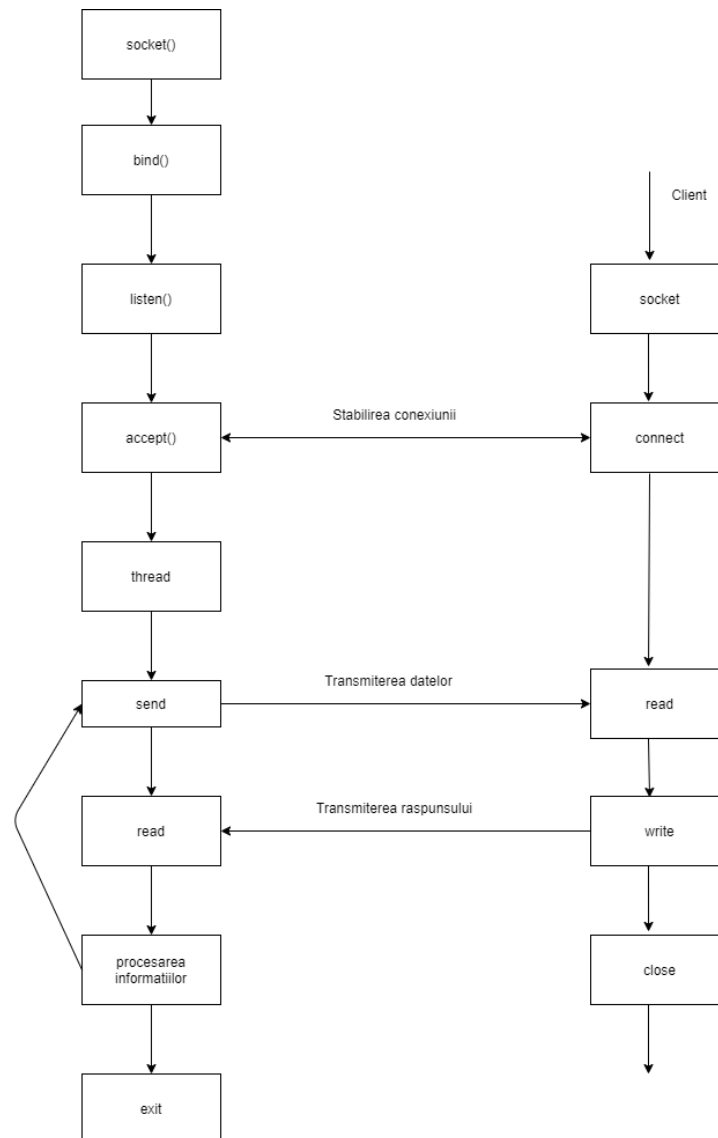 socket()
bind()
Client
listen()
socket
Stabilirea conexiunii
accept()
connect
thread
Transmiterea datelor
send
read
Transmiterea raspunsului
read
write
procesarea
informatiilor
close
exit